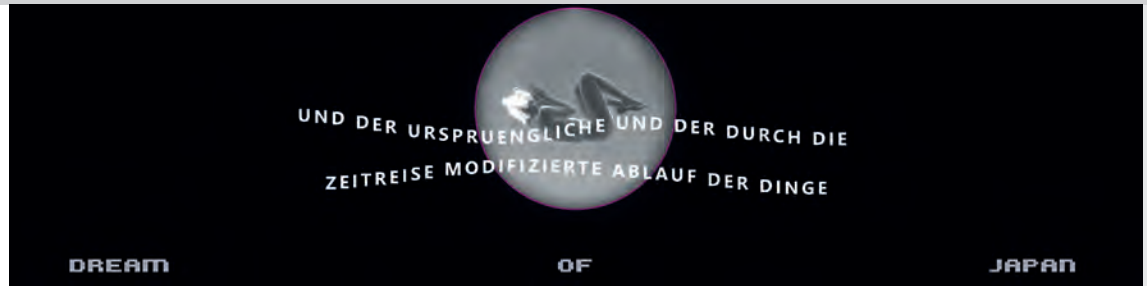 UND DER URSPRUENGLICHE UND DER DURCH DIE
ZEITREISE MODIFIZIERTE ABLAUF DER DINGE
DREAM OF JAPAN